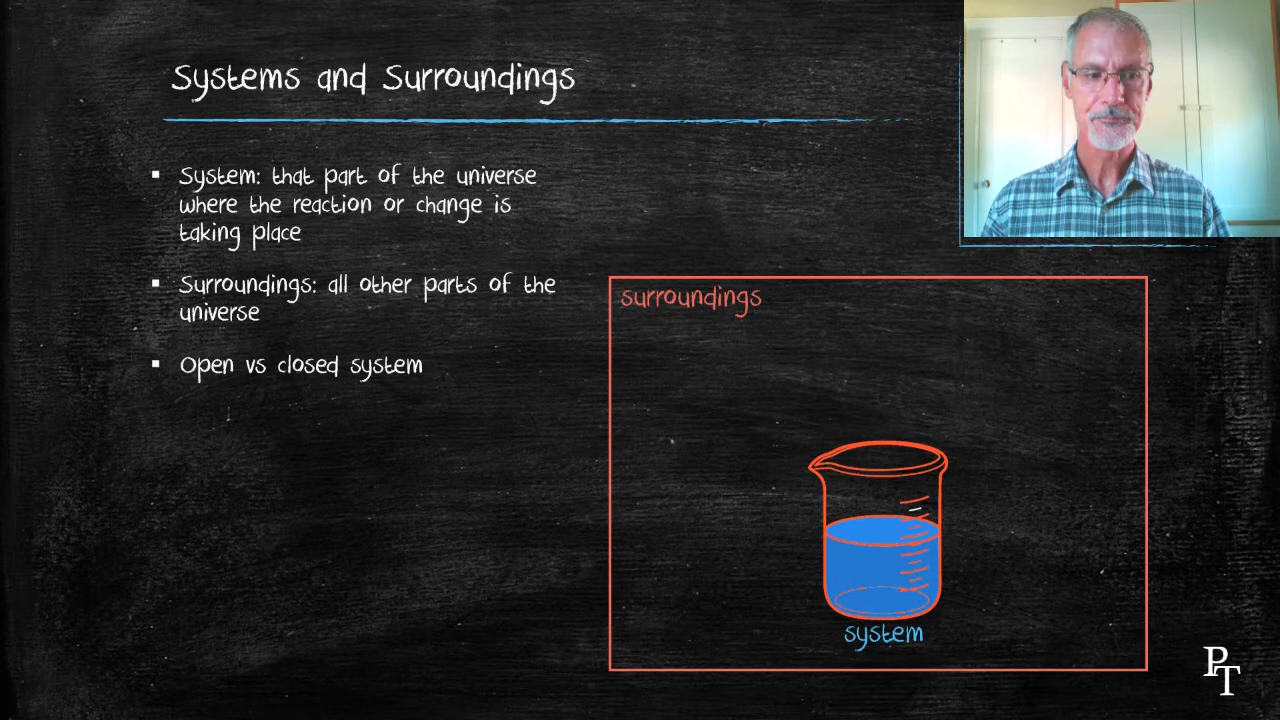 Systems and Surroundings
▪ System: that part of the universe
where the reaction or change is
taking place
▪ Surroundings: all other parts of the
universe
▪ Open vs closed system
surroundings
system
PT